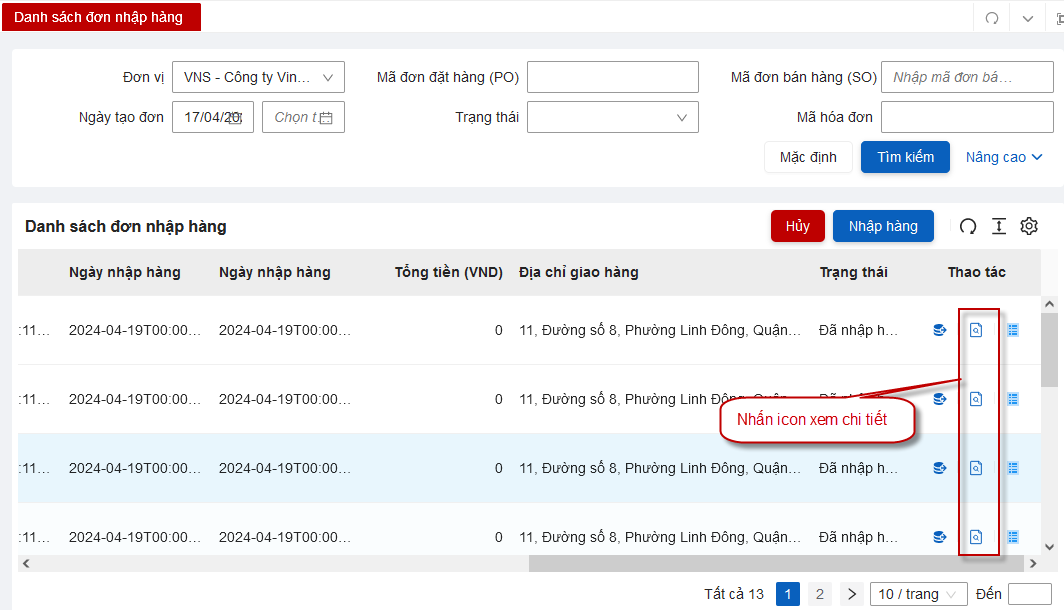 Danh sách đơn nhập hàng
Đơn vị VNS - Công ty Vin... Mã đơn đặt hàng (PO) Mã đơn bán hàng (SO) Nhập mã đơn bá...
Ngày tạo đơn 17/04/20 Chọn t Trạng thái Mã hóa đơn
Mặc định Tìm kiếm Nâng cao
Danh sách đơn nhập hàng Hủy Nhập hàng
Ngày nhập hàng Ngày nhập hàng Tổng tiền (VND) Địa chỉ giao hàng Trạng thái Thao tác
:11... 2024-04-19T00:00... 2024-04-19T00:00... 0 11, Đường số 8, Phường Linh Đông, Quận... Đã nhập h...
:11... 2024-04-19T00:00... 2024-04-19T00:00... 0 11, Đường số 8, Phường Linh Đông, Quận... Đã nhập h...
Nhấn icon xem chi tiết
:11... 2024-04-19T00:00... 2024-04-19T00:00... 0 11, Đường số 8, Phường Linh Đông, Quận... Đã nhập h...
:11... 2024-04-19T00:00... 2024-04-19T00:00... 0 11, Đường số 8, Phường Linh Đông, Quận... Đã nhập h...
Tất cả 13 1 2 10 / trang Đến